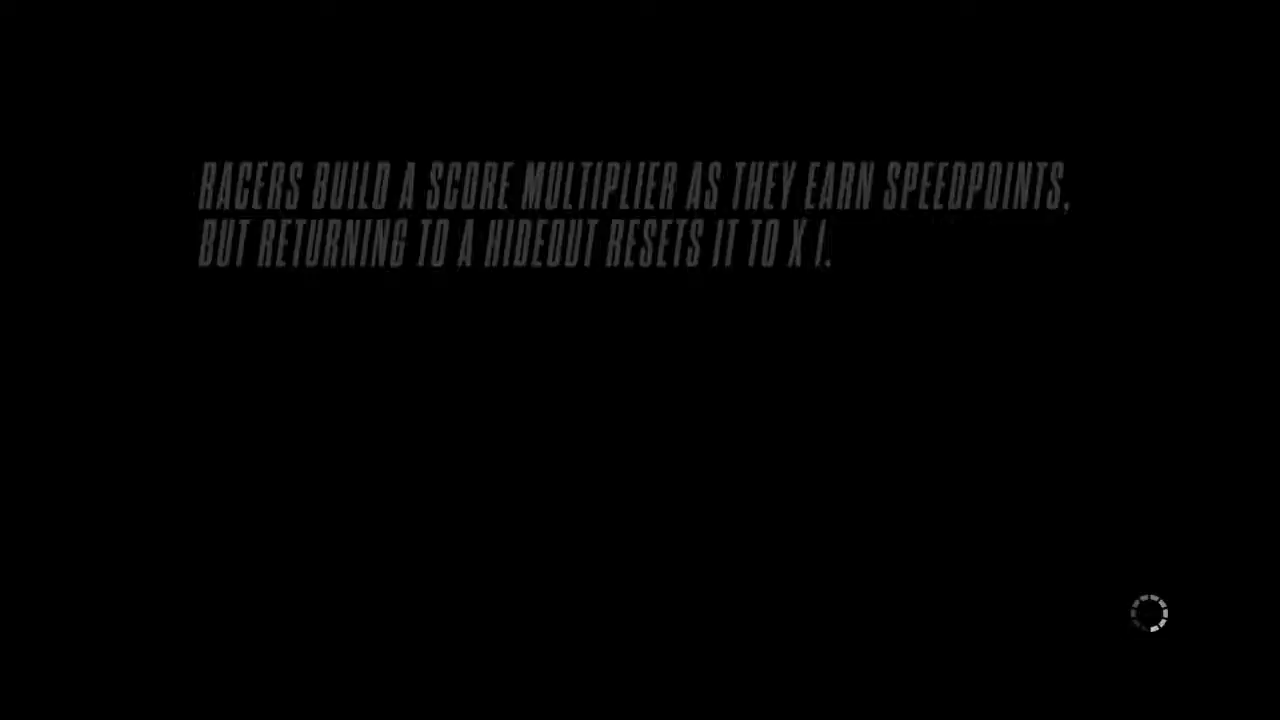 RACERS BUILD A SCORE MULTIPLIER AS THEY EARN SPEEDPOINTS,
BUT RETURNING TO A HIDEOUT RESETS IT TO X 1.